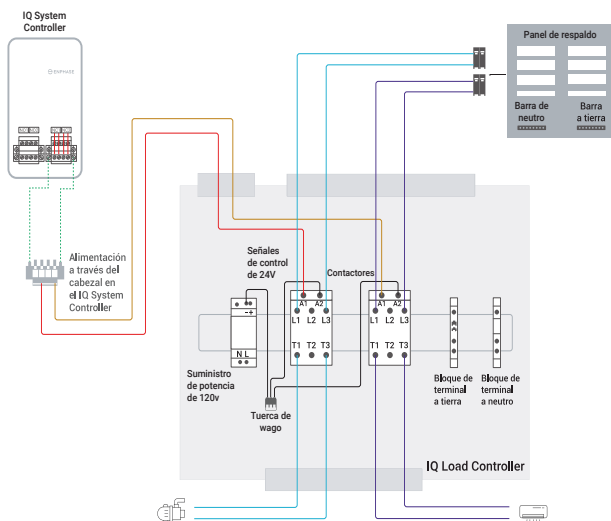 IQ System
Controller
ENPHASE
Panel de respaldo
Barra de
neutro
Barra
a tierra
Alimentación
a través del
cabezal en
el IQ System
Controller
Señales
de control
de 24V
Contactores
A1 A2
L1 L2 L3
T1 T2 T3
A1 A2
L1 L2 L3
T1 T2 T3
- +
N L
Suministro
de potencia
de 120v
Tuerca de
wago
Bloque de
terminal
a tierra
Bloque de
terminal
a neutro
IQ Load Controller